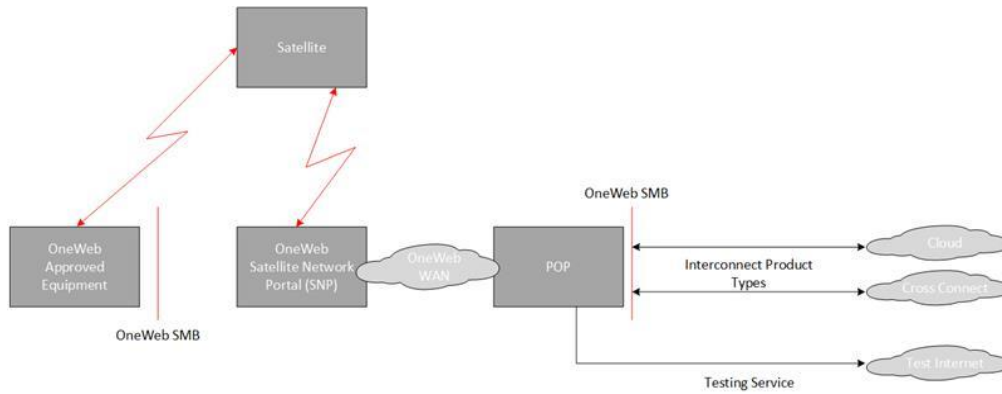 Satellite
OneWeb SMB
OneWeb
Approved
Equipment
OneWeb
Satellite Network
Portal (SNP)
OneWeb
WAN
POP
Cloud
Interconnect Product
Types
Cross Connect
OneWeb SMB
Test Internet
Testing Service